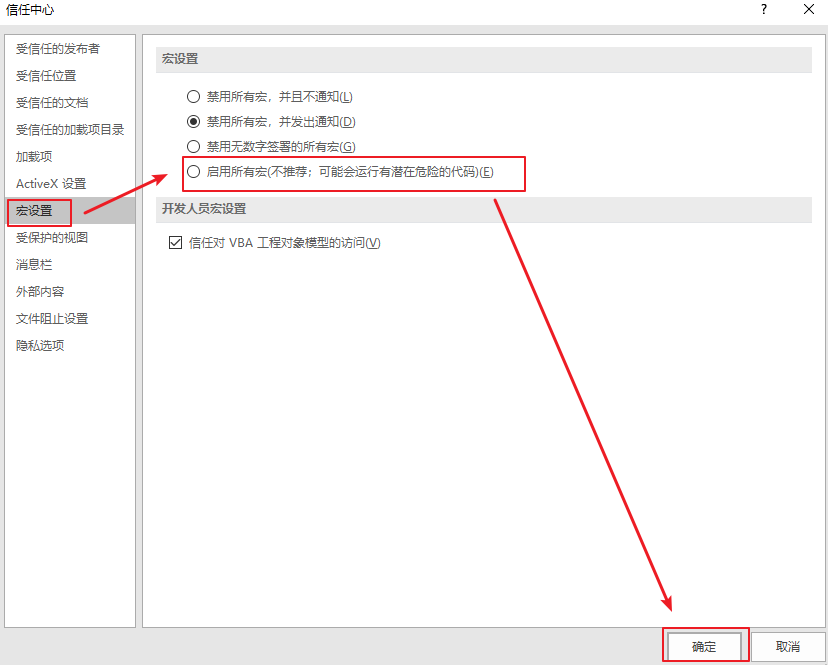 信任中心
?
受信任的发布者
受信任位置
受信任的文档
受信任的加载项目录
加载项
ActiveX 设置
宏设置
受保护的视图
消息栏
外部内容
文件阻止设置
隐私选项
宏设置
禁用所有宏，并且不通知(L)
禁用所有宏，并发出通知(D)
禁用无数字签署的所有宏(G)
启用所有宏(不推荐；可能会运行有潜在危险的代码)(E)
开发人员宏设置
信任对 VBA 工程对象模型的访问(V)
确定
取消